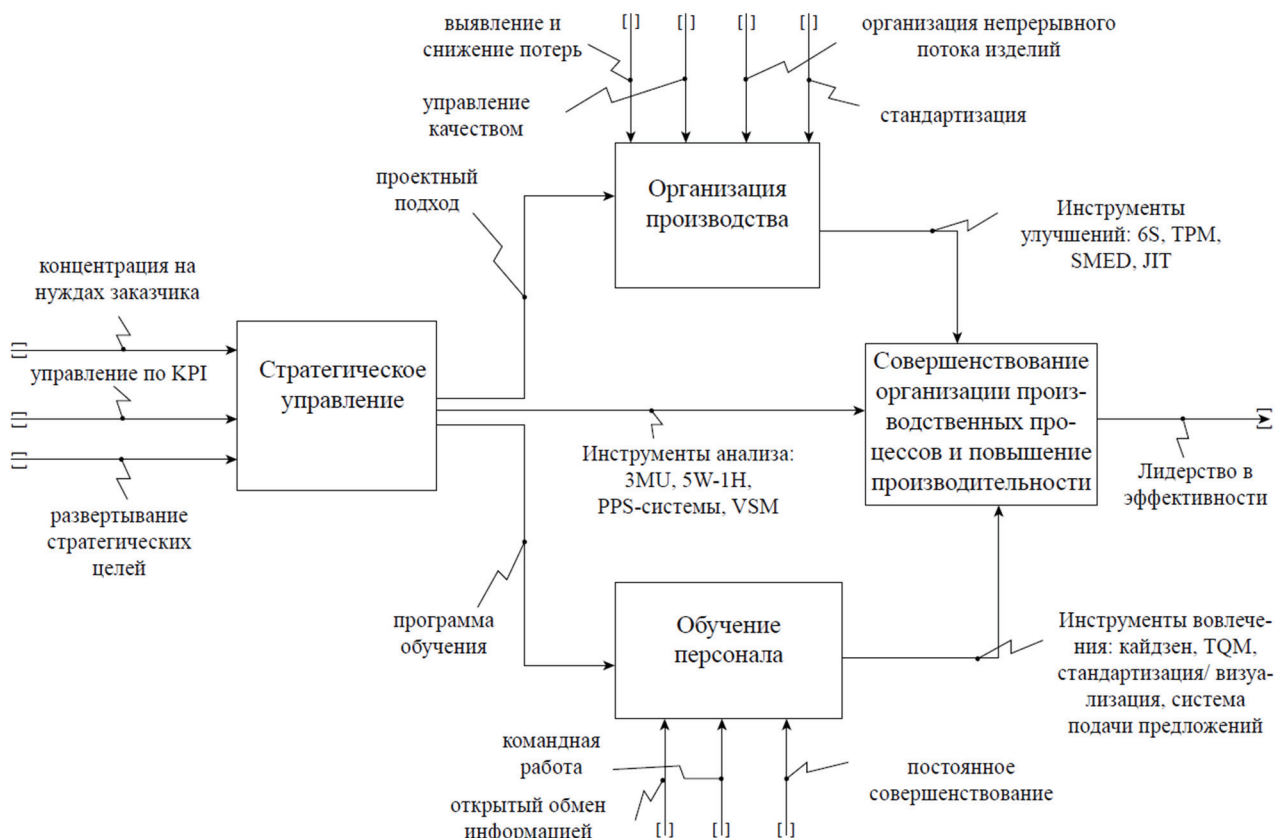 выявление и
снижение потерь
управление
качеством
[ ]
[ ]
[ ]
[ ]
организация непрерывного
потока изделий
стандартизация
проектный
подход
Организация
производства
Инструменты
улучшений: 6S, TPM,
SMED, JIT
концентрация на
нуждах заказчика
[ ]
управление по KPI
[ ]
[ ]
развертывание
стратегических
целей
Стратегическое
управление
Инструменты анализа:
3MU, 5W-1H,
PPS-системы, VSM
Совершенствование
организации произ-
водственных про-
цессов и повышение
производительности
[ ]
Лидерство в
эффективности
программа
обучения
Обучение
персонала
Инструменты вовлече-
ния: кайдзен, TQM,
стандартизация/ визуа-
лизация, система
подачи предложений
командная
работа
открытый обмен
информацией
[ ]
[ ]
[ ]
постоянное
совершенствование